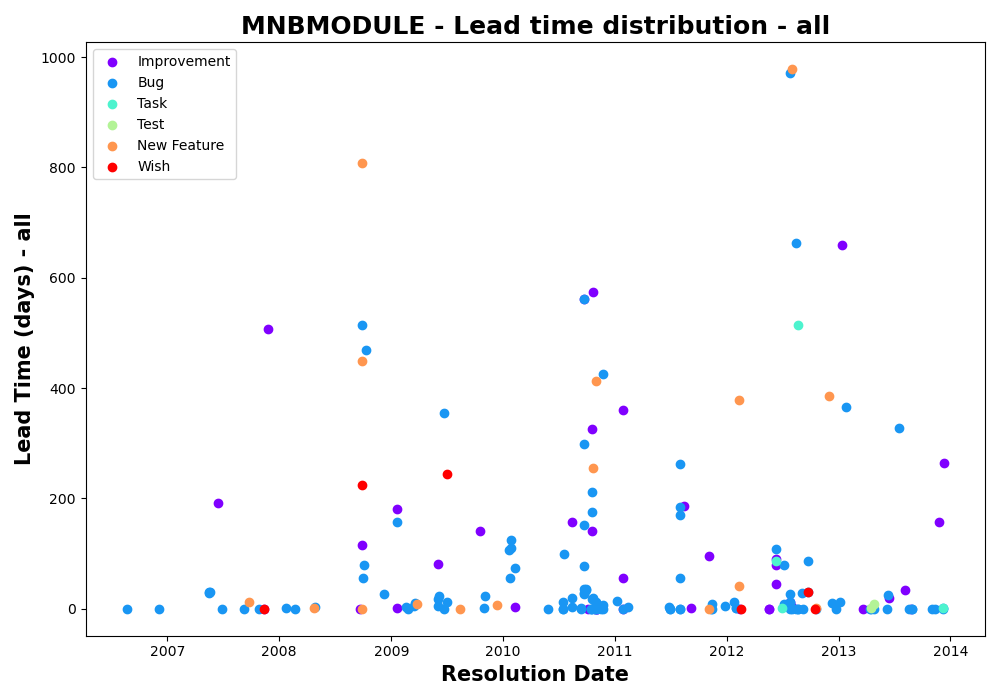 MNBMODULE - Lead time distribution - all
Lead Time (days) - all
1000
800
600
400
200
0
Improvement
Bug
Task
Test
New Feature
Wish
2007 2008 2009 2010 2011 2012 2013 2014
Resolution Date